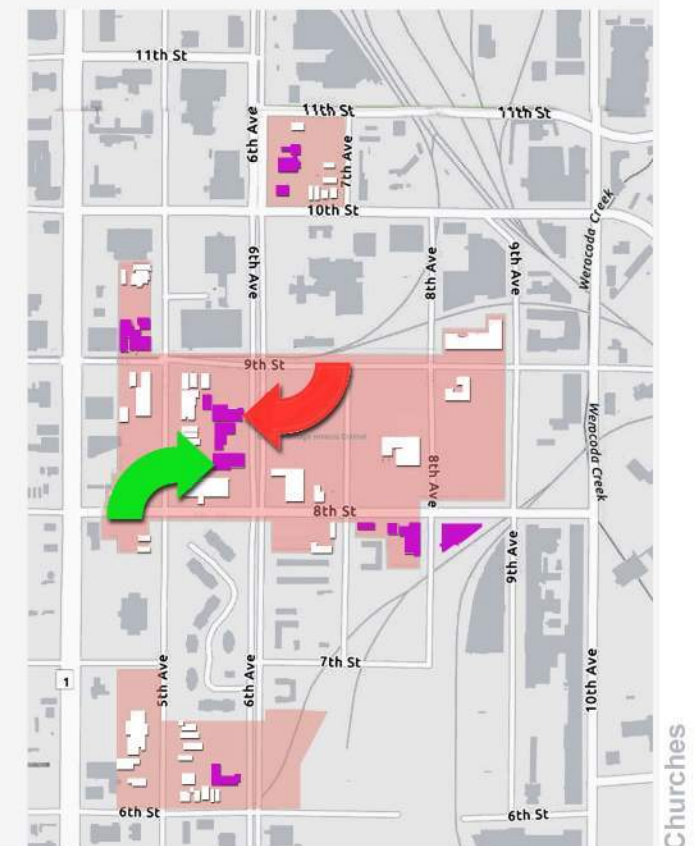 11th St
11th St
11th St
6th Ave
7th Ave
10th St
Werocoda Creek
6th Ave
8th Ave
9th Ave
9th St
Werocoda Creek
8th Ave
8th St
9th Ave
7th St
5th Ave
6th Ave
10th Ave
1
6th St
6th St
Churches